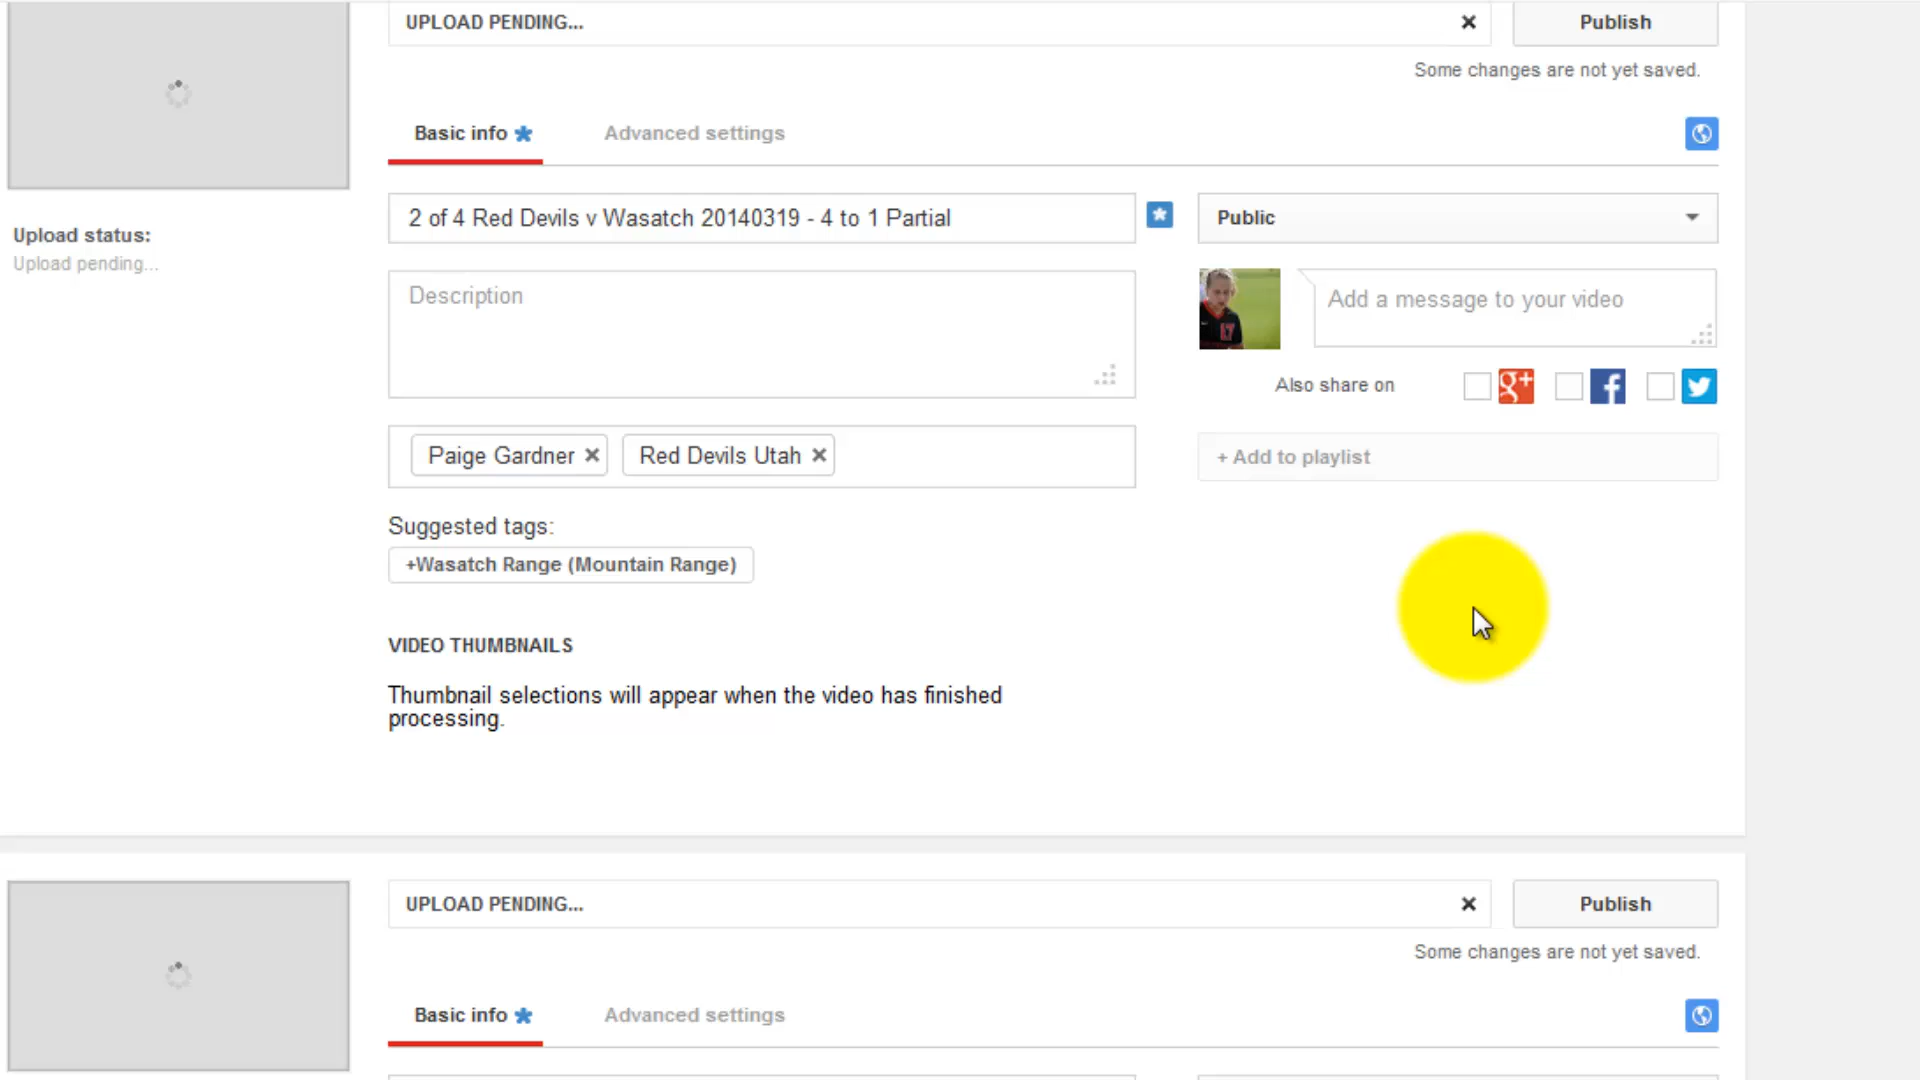 UPLOAD PENDING...
Publish
Some changes are not yet saved.
Basic info
Advanced settings
2 of 4 Red Devils v Wasatch 20140319 - 4 to 1 Partial
Public
Upload status:
Upload pending...
Description
Add a message to your video
17
Also share on
g+
f
Paige Gardner
Red Devils Utah
+ Add to playlist
Suggested tags:
+Wasatch Range (Mountain Range)
VIDEO THUMBNAILS
Thumbnail selections will appear when the video has finished
processing.
UPLOAD PENDING...
Publish
Some changes are not yet saved.
Basic info
Advanced settings